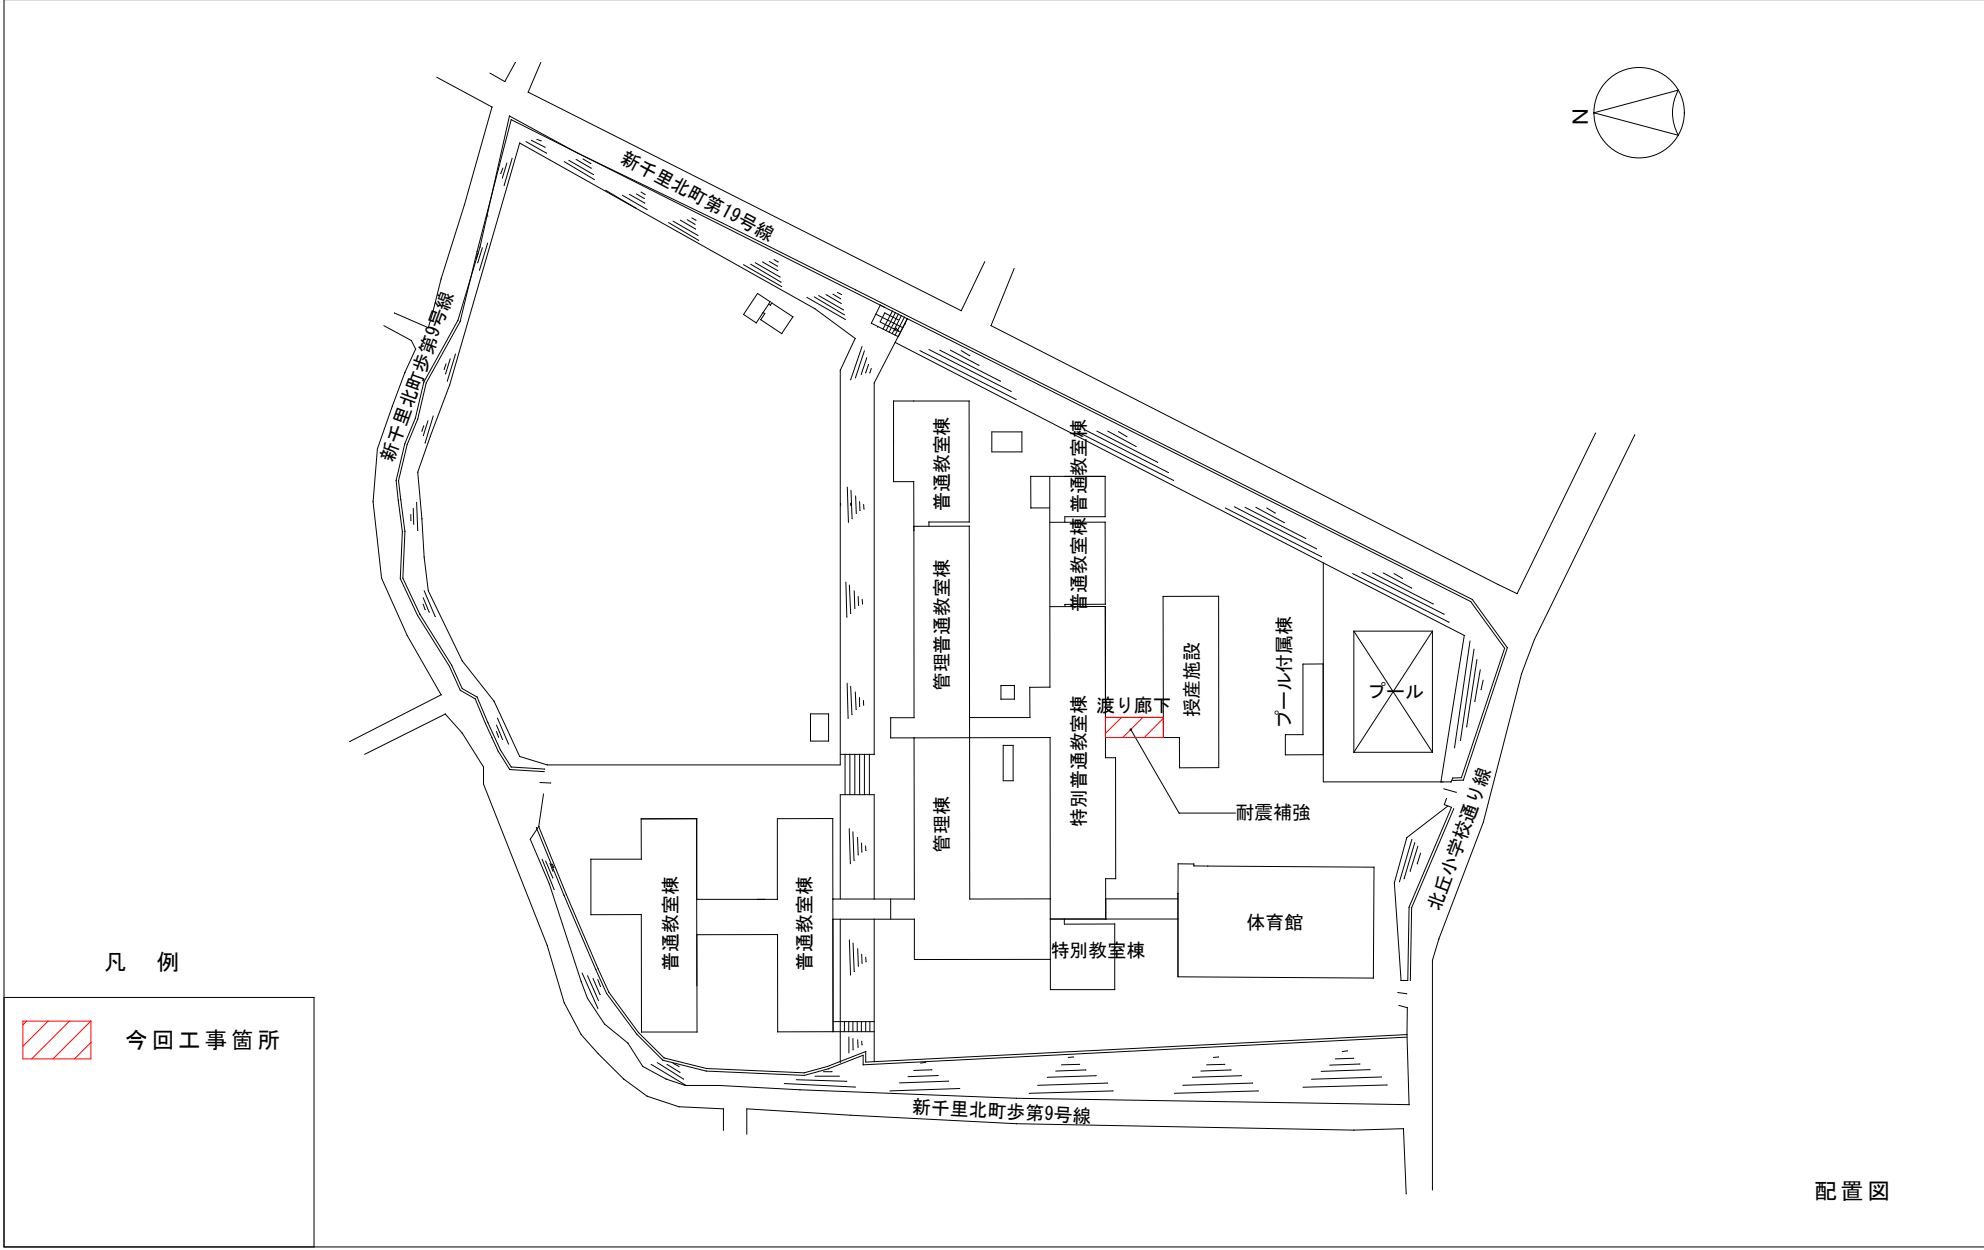 N
新千里北町第19号線
新千里北町歩第9号線
普通教室棟
普通教室棟
普通教室棟
管理普通教室棟
特別普通教室棟
渡り廊下
授産施設
プール付属棟
プール
耐震補強
管理棟
北丘小学校通り線
普通教室棟
普通教室棟
体育館
特別教室棟
凡 例
今回工事箇所
新千里北町歩第9号線
配置図